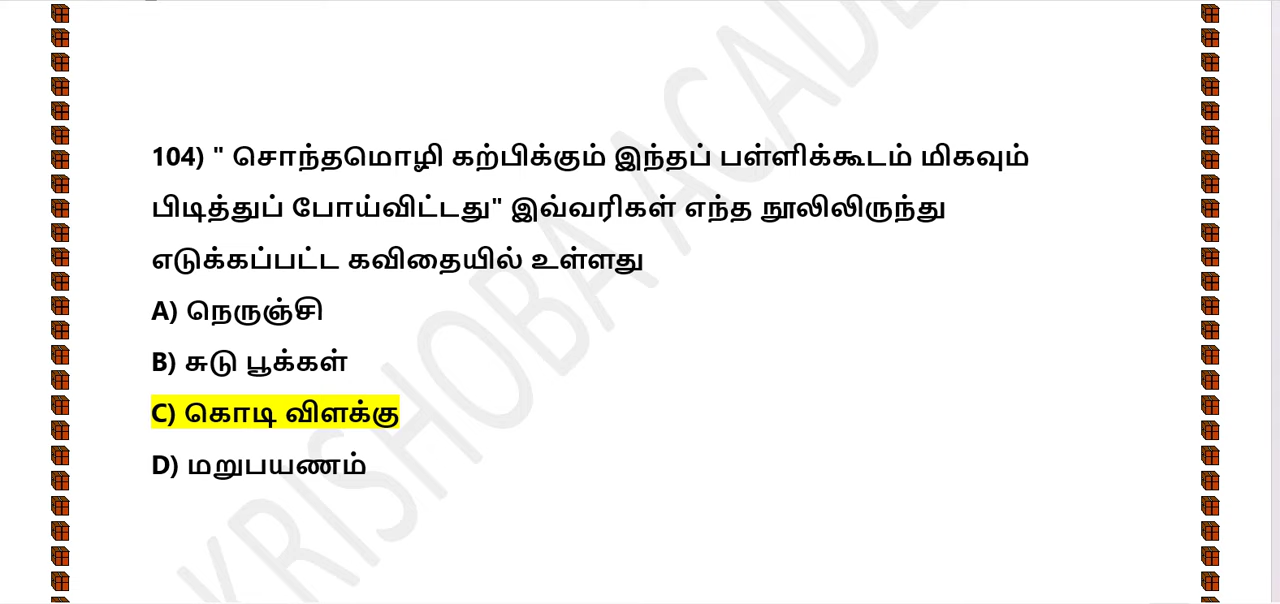 104) " சொந்தமொழி கற்பிக்கும் இந்தப் பள்ளிக்கூடம் மிகவும்
பிடித்துப் போய்விட்டது" இவ்வரிகள் எந்த நூலிலிருந்து
எடுக்கப்பட்ட கவிதையில் உள்ளது
A) நெருஞ்சி
B) சுடு பூக்கள்
C) கொடி விளக்கு
D) மறுபயணம்
KRISHOBA ACAD